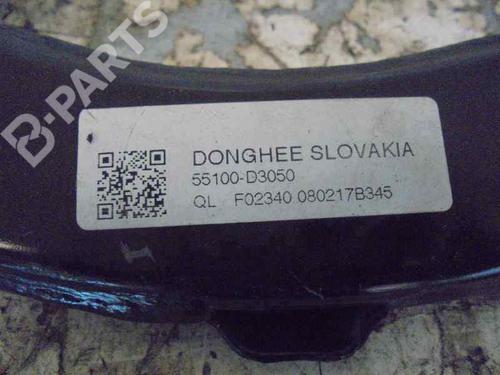 B-PARTS
DONGHEE SLOVAKIA
55100-D3050
QL F02340 080217B345